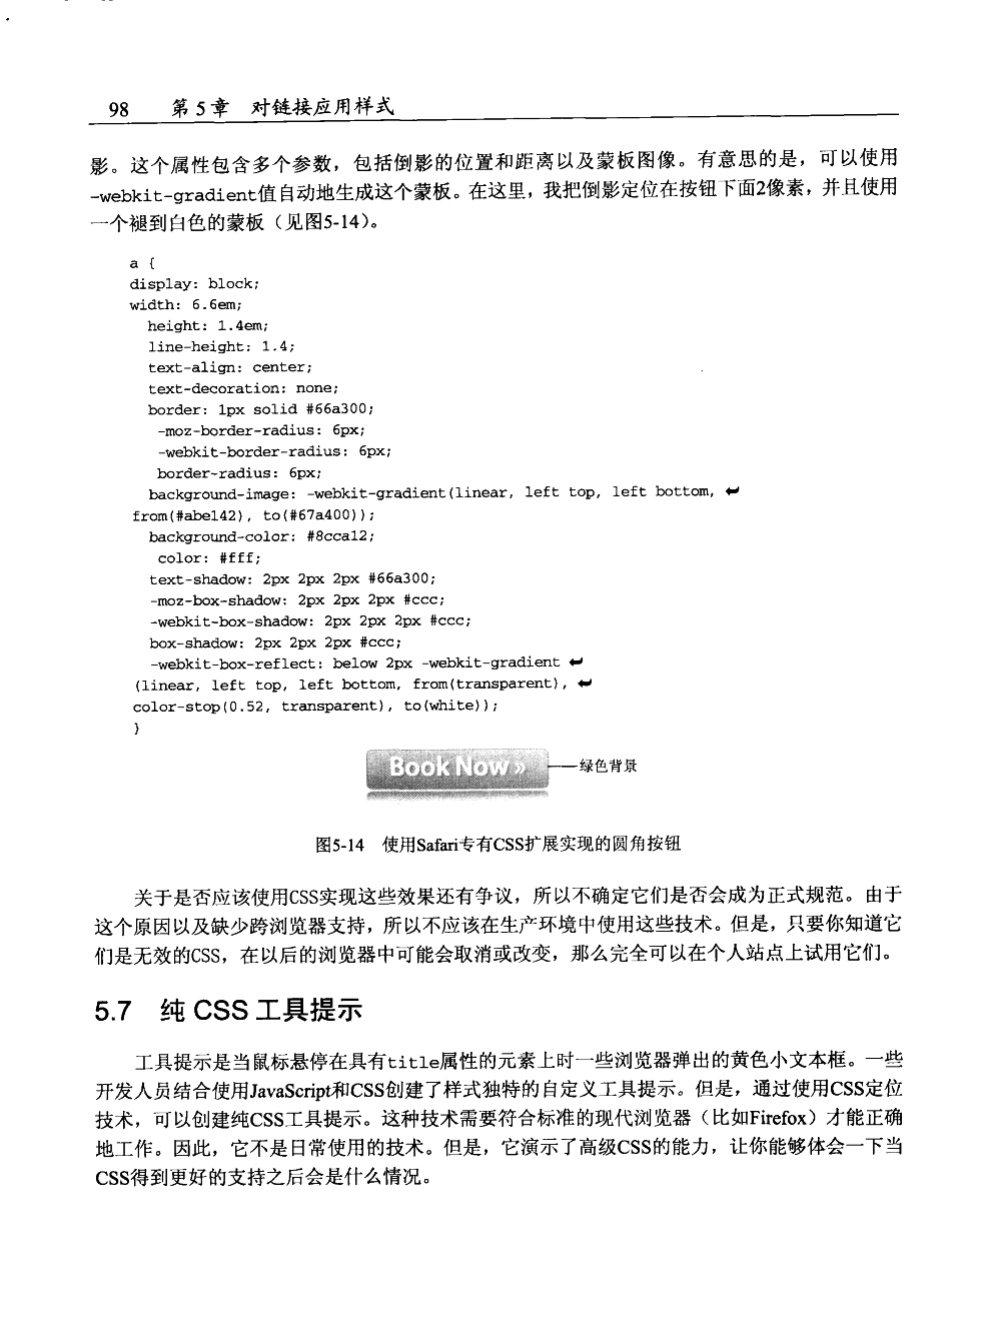 98 第 5 章 对链接应用样式
影。这个属性包含多个参数，包括倒影的位置和距离以及蒙板图像。有意思的是，可以使用
-webkit-gradient值自动地生成这个蒙板。在这里，我把倒影定位在按钮下面2像素，并且使用
一个褪到白色的蒙板（见图5-14）。
a {
display: block;
width: 6.6em;
height: 1.4em;
line-height: 1.4;
text-align: center;
text-decoration: none;
border: 1px solid #66a300;
-moz-border-radius: 6px;
-webkit-border-radius: 6px;
border-radius: 6px;
background-image: -webkit-gradient(linear, left top, left bottom, ↩
from(#abe142), to(#67a400));
background-color: #8cca12;
color: #fff;
text-shadow: 2px 2px 2px #66a300;
-moz-box-shadow: 2px 2px 2px #ccc;
-webkit-box-shadow: 2px 2px 2px #ccc;
box-shadow: 2px 2px 2px #ccc;
-webkit-box-reflect: below 2px -webkit-gradient ↩
(linear, left top, left bottom, from(transparent), ↩
color-stop(0.52, transparent), to(white));
}
Book Now » 绿色背景
图5-14 使用Safari专有CSS扩展实现的圆角按钮
关于是否应该使用CSS实现这些效果还有争议，所以不确定它们是否会成为正式规范。由于
这个原因以及缺少跨浏览器支持，所以不应该在生产环境中使用这些技术。但是，只要你知道它
们是无效的CSS，在以后的浏览器中可能会取消或改变，那么完全可以在个人站点上试用它们。
5.7 纯 CSS 工具提示
工具提示是当鼠标悬停在具有title属性的元素上时一些浏览器弹出的黄色小文本框。一些
开发人员结合使用JavaScript和CSS创建了样式独特的自定义工具提示。但是，通过使用CSS定位
技术，可以创建纯CSS工具提示。这种技术需要符合标准的现代浏览器（比如Firefox）才能正确
地工作。因此，它不是日常使用的技术。但是，它演示了高级CSS的能力，让你能够体会一下当
CSS得到更好的支持之后会是什么情况。